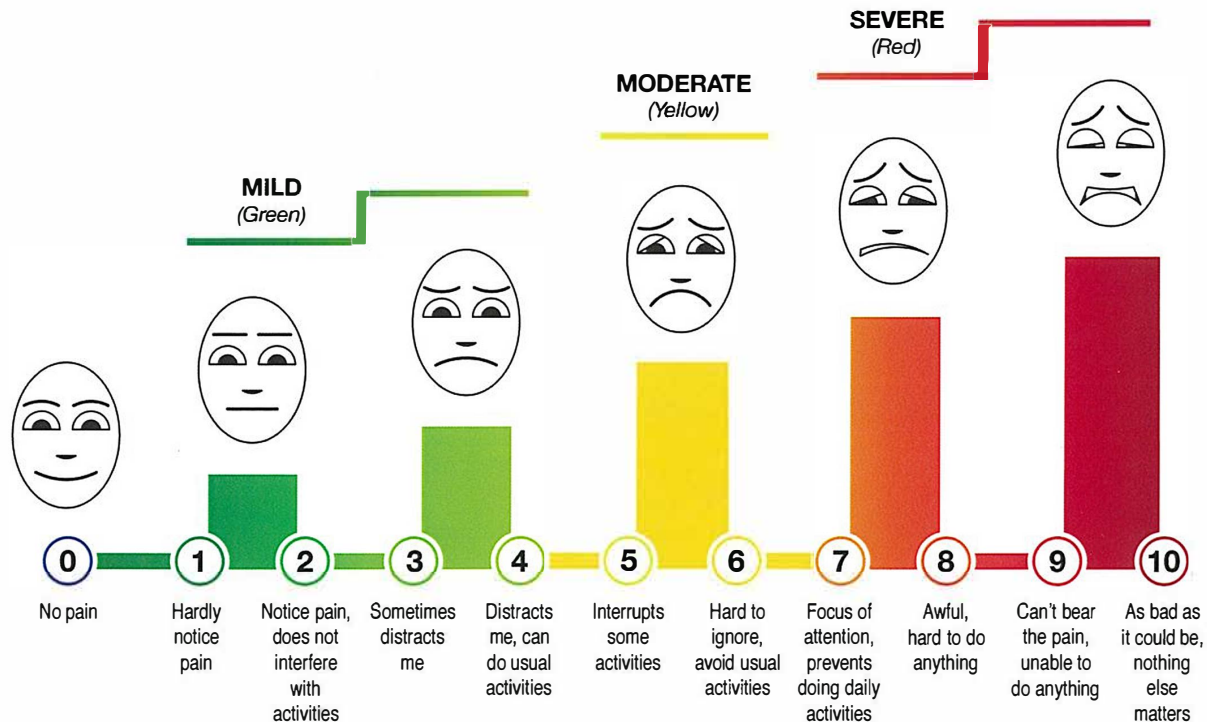 SEVERE
(Red)
MODERATE
(Yellow)
MILD
(Green)
0
1
2
3
4
5
6
7
8
9
10
No pain
Hardly
notice
pain
Notice pain,
does not
interfere
with
activities
Sometimes
distracts
me
Distracts
me, can
do usual
activities
Interrupts
some
activities
Hard to
ignore,
avoid usual
activities
Focus of
attention,
prevents
doing daily
activities
Awful,
hard to do
anything
Can't bear
the pain,
unable to
do anything
As bad as
it could be,
nothing
else
matters